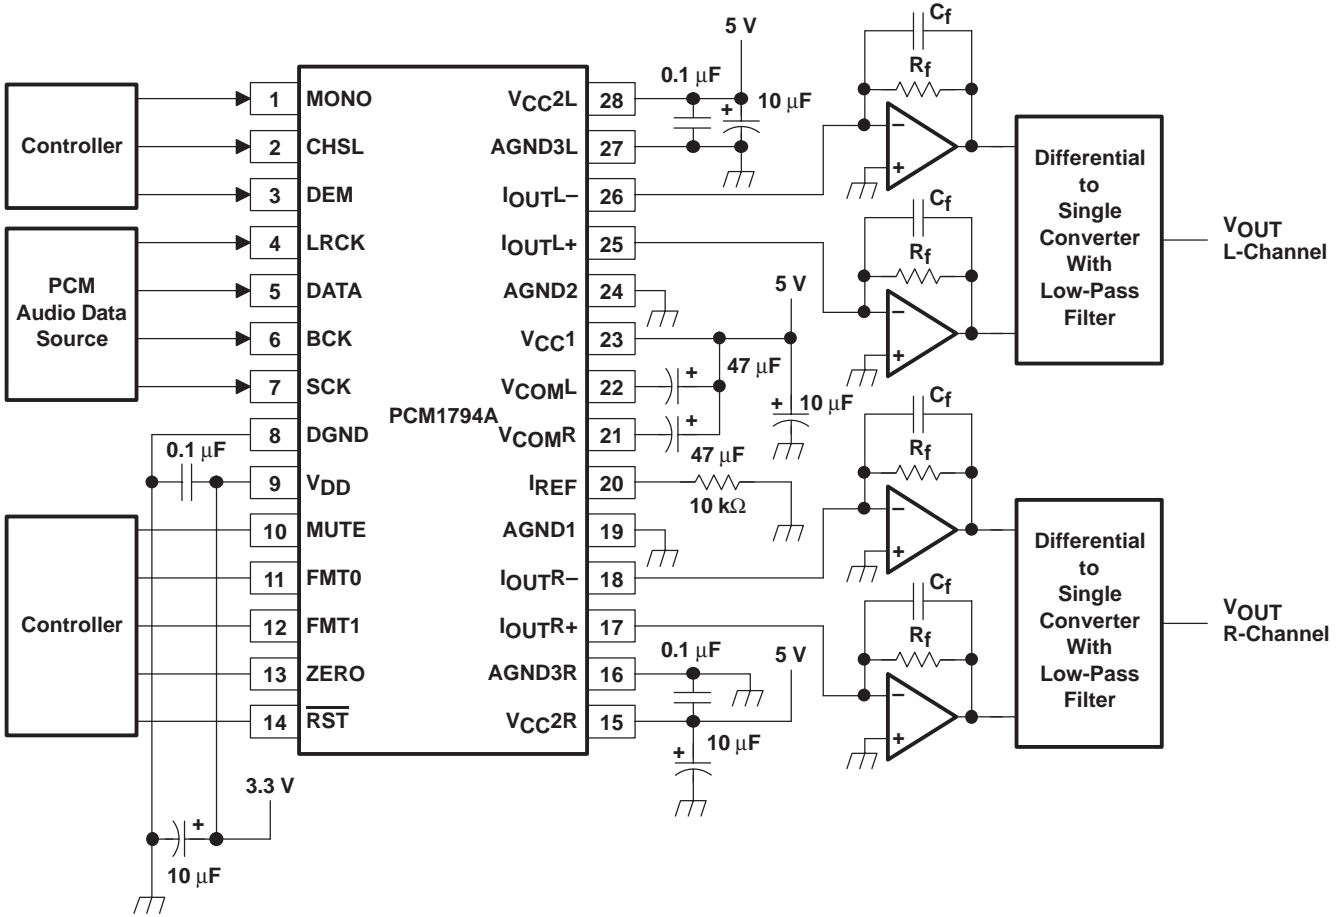 Controller
PCM
Audio Data
Source
Controller
1 MONO
2 CHSL
3 DEM
4 LRCK
5 DATA
6 BCK
7 SCK
8 DGND
9 VDD
10 MUTE
11 FMT0
12 FMT1
13 ZERO
14 RST
PCM1794A
VCC2L 28
AGND3L 27
IOUTL– 26
IOUTL+ 25
AGND2 24
VCC1 23
VCOML 22
VCOMR 21
IREF 20
AGND1 19
IOUTR– 18
IOUTR+ 17
AGND3R 16
VCC2R 15
0.1 μF
3.3 V
+
10 μF
5 V
0.1 μF
10 μF
+
5 V
47 μF
+
+
47 μF
+
10 μF
10 kΩ
0.1 μF
5 V
10 μF
+
Cf
Rf
–
+
Cf
Rf
–
+
Cf
Rf
–
+
Cf
Rf
–
+
Differential
to
Single
Converter
With
Low-Pass
Filter
VOUT
L-Channel
Differential
to
Single
Converter
With
Low-Pass
Filter
VOUT
R-Channel